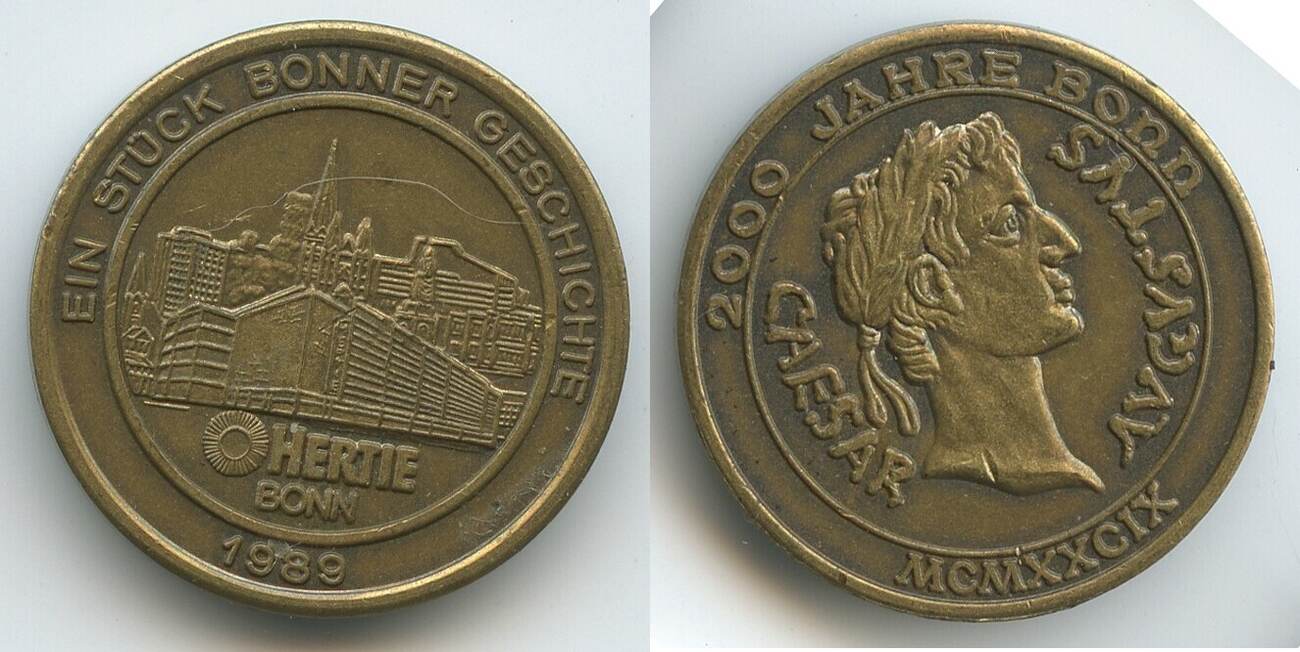 EIN STÜCK BONNER GESCHICHTE
HERTIE
BONN
1989
2000 JAHRE BONN
CAESAR
AVGVSTVS
MCMXXCIX